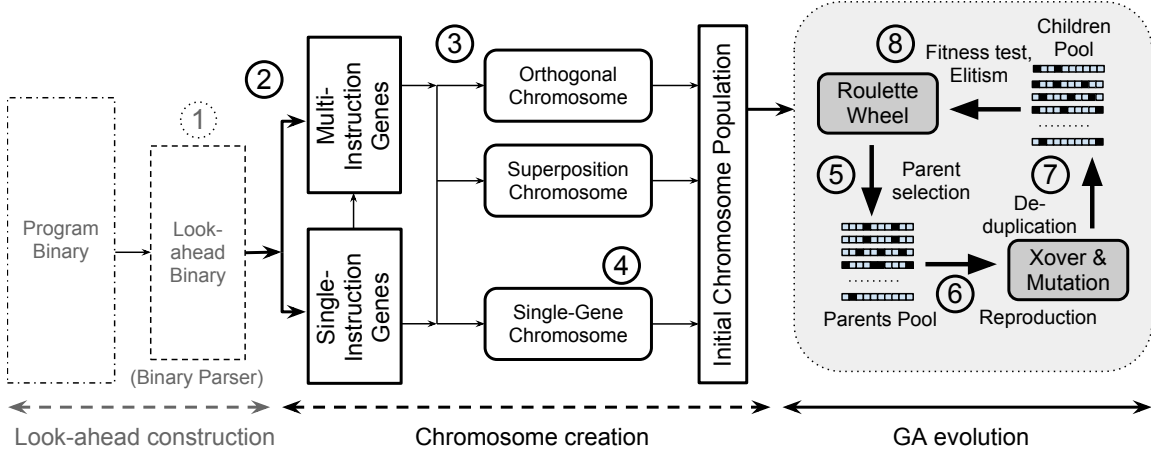 Program
Binary
1
Look-
ahead
Binary
(Binary Parser)
2
Multi-
Instruction
Genes
Single-
Instruction
Genes
3
Orthogonal
Chromosome
Superposition
Chromosome
4
Single-Gene
Chromosome
Initial Chromosome Population
8
Children
Pool
Fitness test,
Elitism
Roulette
Wheel
5
Parent
selection
7
De-
duplication
Xover &
Mutation
6
Reproduction
Parents Pool
Look-ahead construction
Chromosome creation
GA evolution